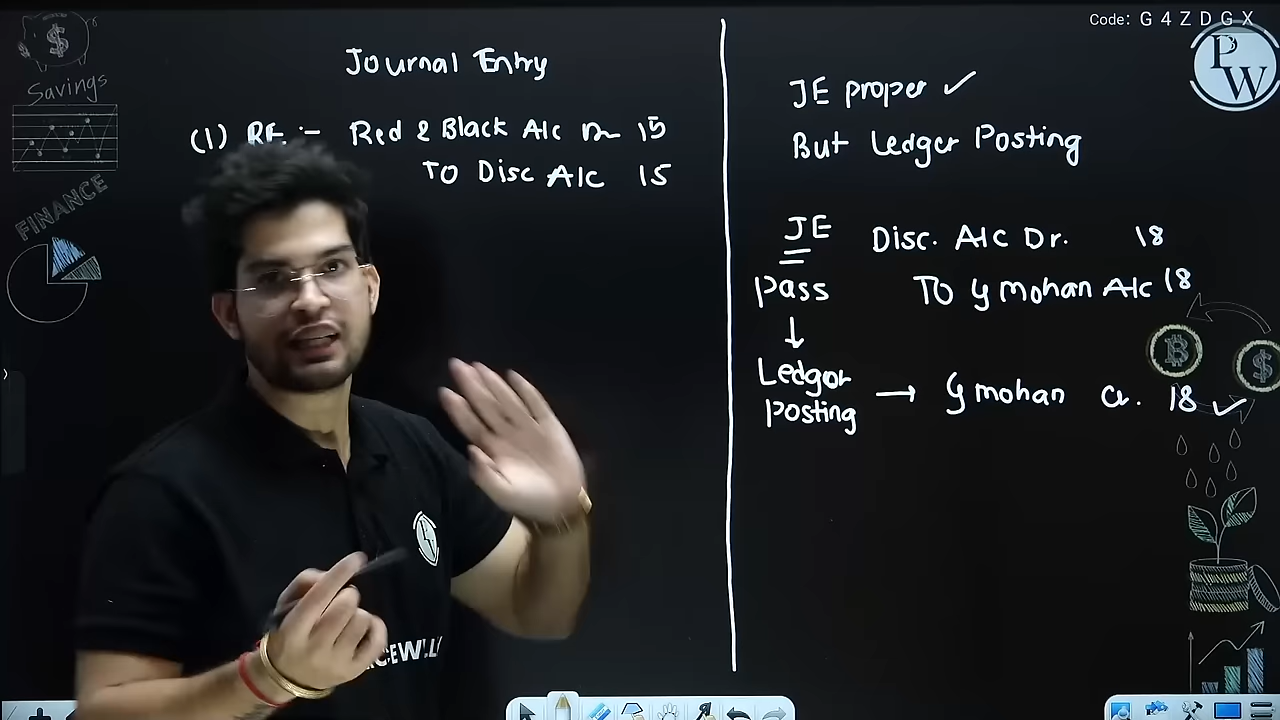 Code: G 4 Z D G X
PW
Savings
FINANCE
Journal Entry
(1) RE :- Red & Black A/c Dr 15
To Disc A/c 15
JE proper ✓
But Ledger Posting
JE Disc. A/c Dr. 18
Pass To G mohan A/c 18
↓
Ledger
Posting → G mohan Cr. 18 ✓